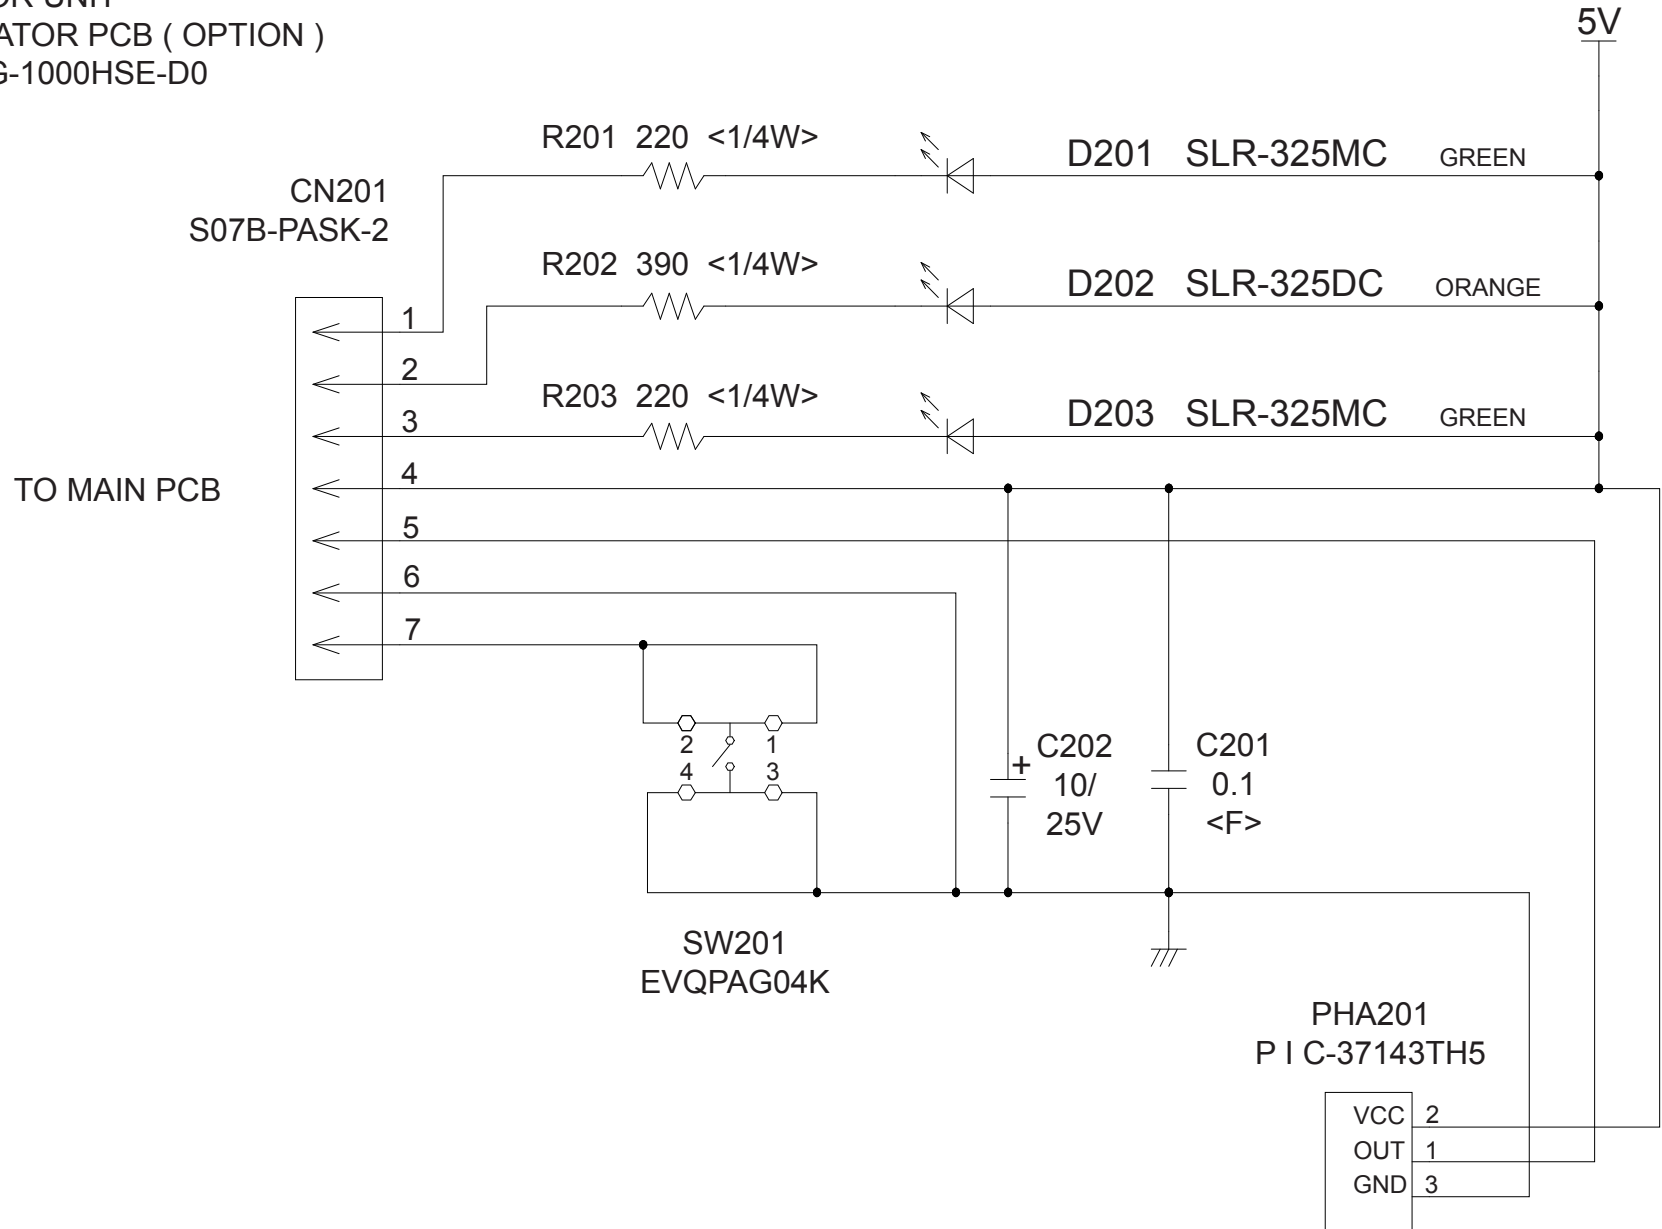 PCB ( OPTION )
5V
R201 220 <1/4W>
D201 SLR-325MC GREEN
CN201
S07B-PASK-2
R202 390 <1/4W>
D202 SLR-325DC ORANGE
1
2
R203 220 <1/4W>
D203 SLR-325MC GREEN
3
TO MAIN PCB
4
5
6
7
2 1
4 3
+
C202
10/
25V
C201
0.1
<F>
SW201
EVQPAG04K
PHA201
P I C-37143TH5
VCC 2
OUT 1
GND 3